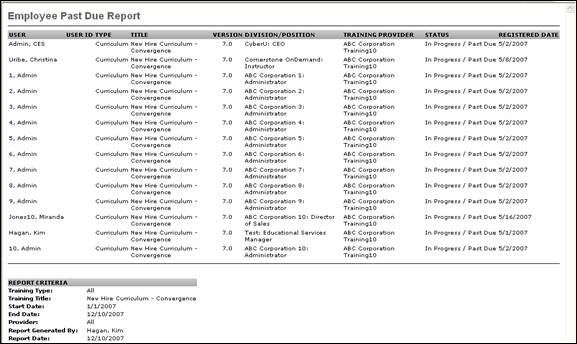 Employee Past Due Report
USER USER ID TYPE TITLE VERSION DIVISION/POSITION TRAINING PROVIDER STATUS REGISTERED DATE
Admin, CES Curriculum New Hire Curriculum - 7.0 CyberU: CEO ABC Corporation In Progress / Past Due 5/2/2007
Convergence Training10
Uribe, Christina Curriculum New Hire Curriculum - 7.0 Cornerstone OnDemand: ABC Corporation In Progress / Past Due 5/8/2007
Convergence Instructor Training10
1, Admin Curriculum New Hire Curriculum - 7.0 ABC Corporation 1: ABC Corporation In Progress / Past Due 5/2/2007
Convergence Administrator Training10
2, Admin Curriculum New Hire Curriculum - 7.0 ABC Corporation 2: ABC Corporation In Progress / Past Due 5/2/2007
Convergence Administrator Training10
3, Admin Curriculum New Hire Curriculum - 7.0 ABC Corporation 3: ABC Corporation In Progress / Past Due 5/2/2007
Convergence Administrator Training10
4, Admin Curriculum New Hire Curriculum - 7.0 ABC Corporation 4: ABC Corporation In Progress / Past Due 5/2/2007
Convergence Administrator Training10
5, Admin Curriculum New Hire Curriculum - 7.0 ABC Corporation 5: ABC Corporation In Progress / Past Due 5/2/2007
Convergence Administrator Training10
6, Admin Curriculum New Hire Curriculum - 7.0 ABC Corporation 6: ABC Corporation In Progress / Past Due 5/2/2007
Convergence Administrator Training10
7, Admin Curriculum New Hire Curriculum - 7.0 ABC Corporation 7: ABC Corporation In Progress / Past Due 5/2/2007
Convergence Administrator Training10
8, Admin Curriculum New Hire Curriculum - 7.0 ABC Corporation 8: ABC Corporation In Progress / Past Due 5/2/2007
Convergence Administrator Training10
9, Admin Curriculum New Hire Curriculum - 7.0 ABC Corporation 9: ABC Corporation In Progress / Past Due 5/2/2007
Convergence Administrator Training10
Jones10, Miranda Curriculum New Hire Curriculum - 7.0 ABC Corporation 10: Director ABC Corporation In Progress / Past Due 5/16/2007
Convergence of Sales Training10
Hagan, Kim Curriculum New Hire Curriculum - 7.0 Test: Educational Services ABC Corporation In Progress / Past Due 5/1/2007
Convergence Manager Training10
10, Admin Curriculum New Hire Curriculum - 7.0 ABC Corporation 10: ABC Corporation In Progress / Past Due 5/2/2007
Convergence Administrator Training10
REPORT CRITERIA
Training Type: All
Training Title: New Hire Curriculum - Convergence
Start Date: 1/1/2007
End Date: 12/10/2007
Provider: All
Report Generated By: Hagan, Kim
Report Date: 12/10/2007